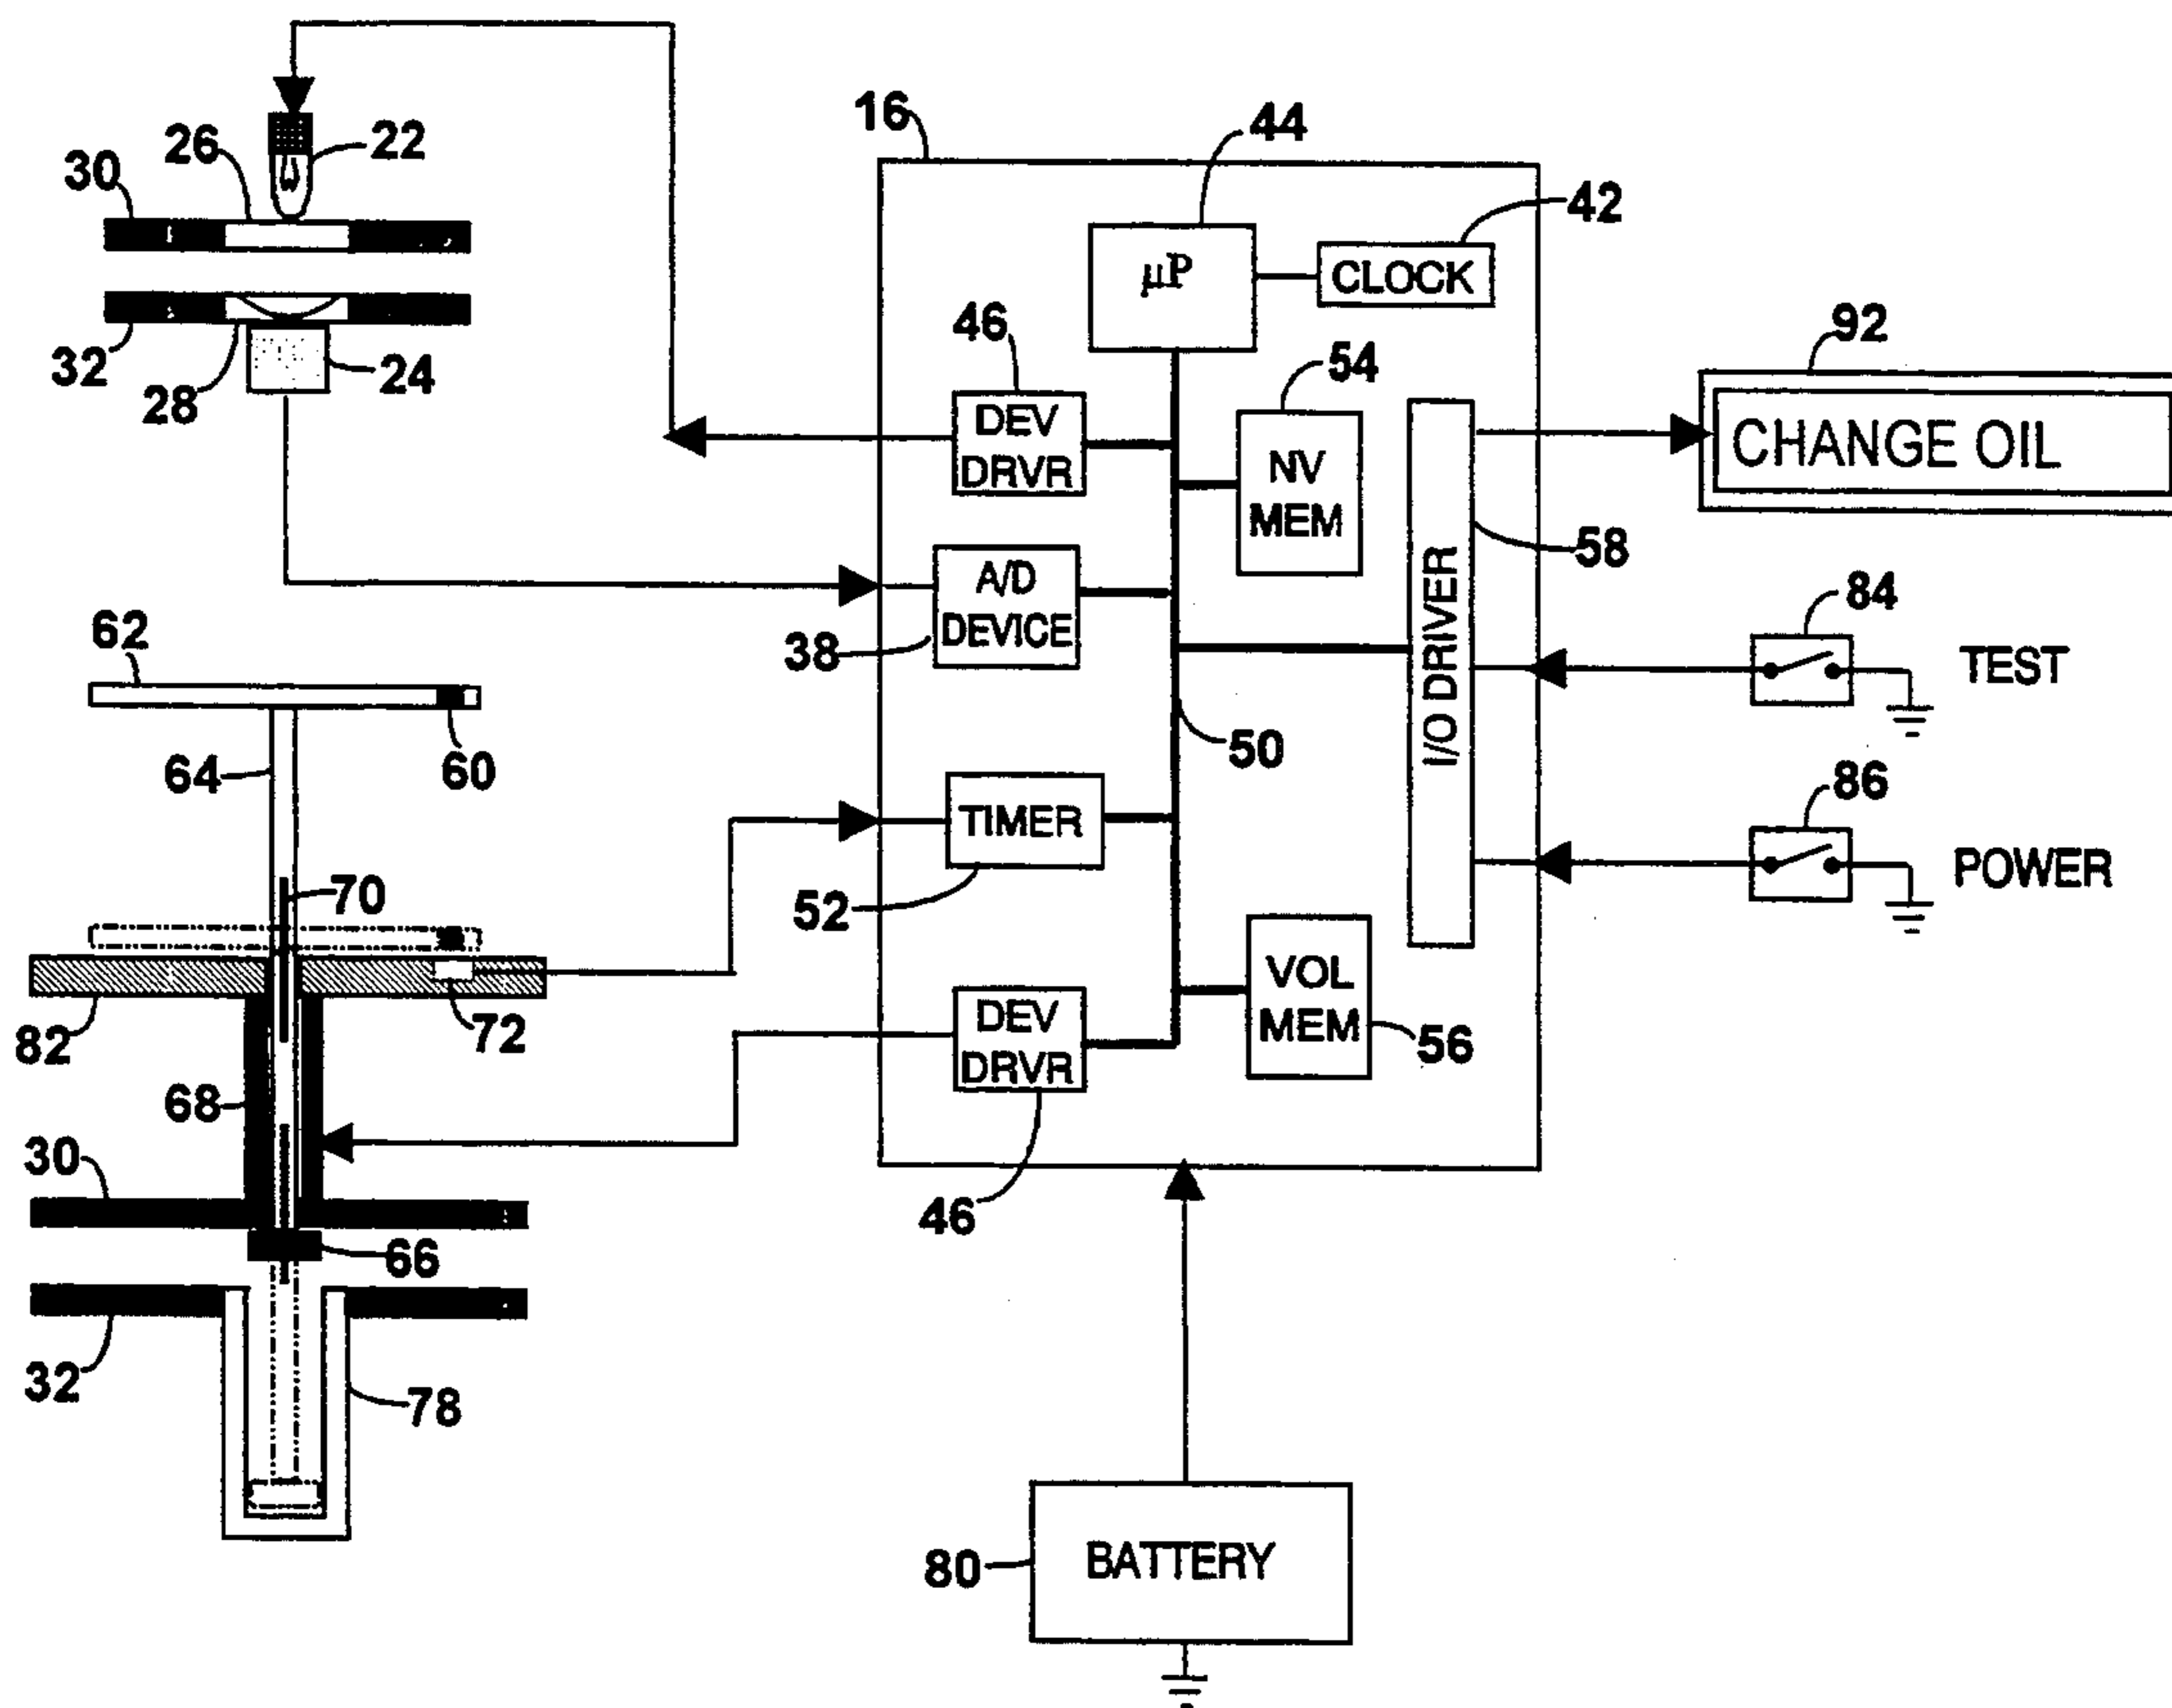 16
44
26
22
30
42
μP
CLOCK
46
54
92
32
28
24
DEV
DRVR
NV
MEM
CHANGE OIL
58
A/D
DEVICE
38
I/O DRIVER
84
TEST
62
64
60
50
TIMER
52
86
POWER
70
82
72
VOL
MEM
56
DEV
DRVR
68
30
46
66
32
78
80
BATTERY